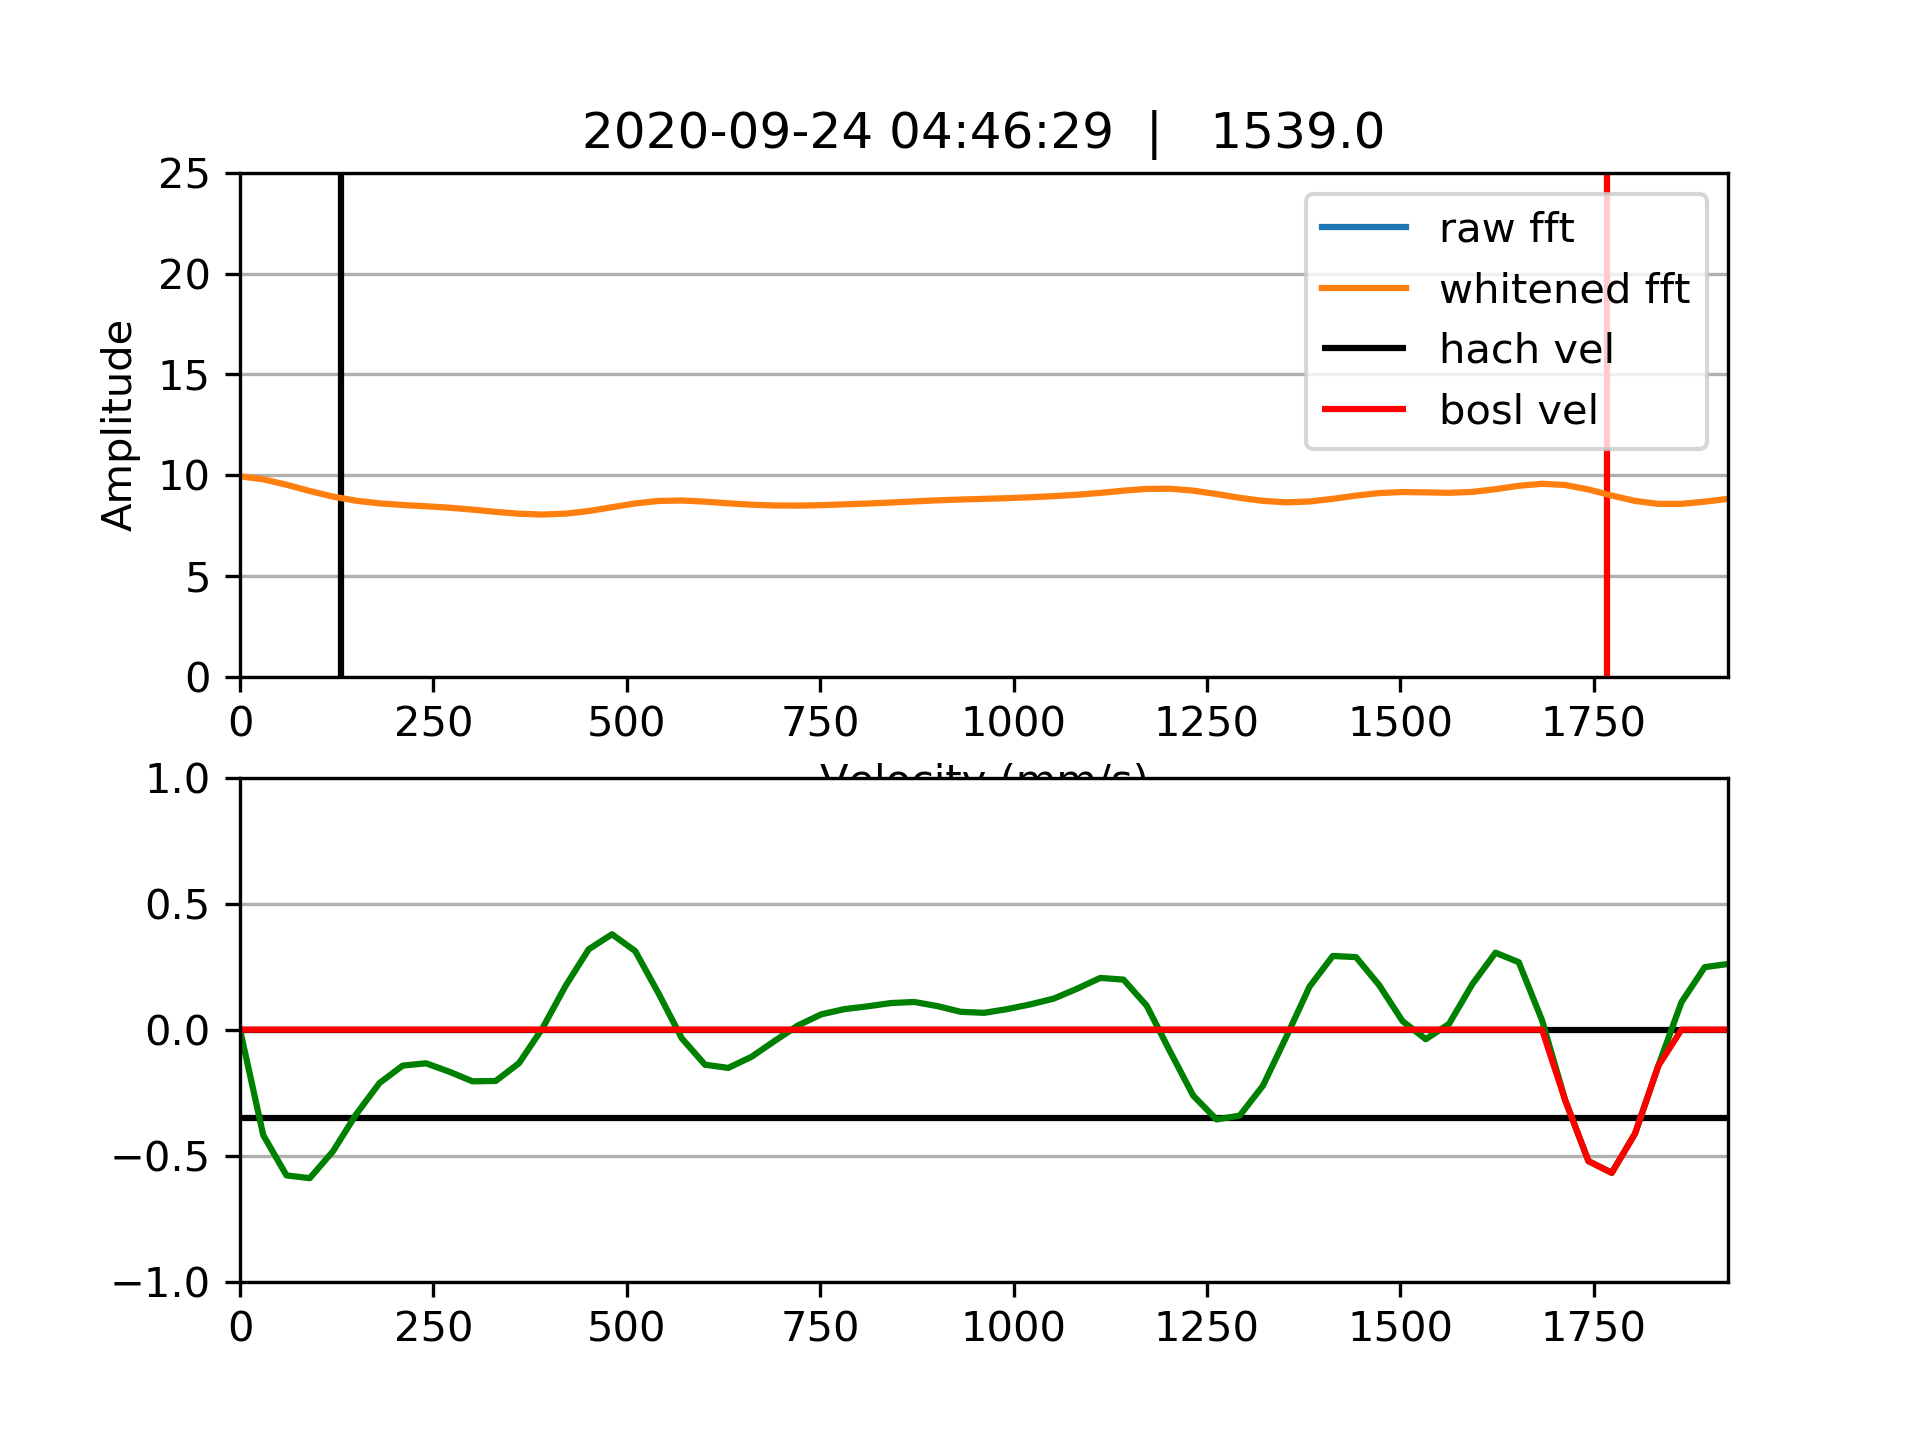 2020-09-24 04:46:29 | 1539.0
25
20
15
10
5
0
Amplitude
raw fft
whitened fft
hach vel
bosl vel
0 250 500 750 1000 1250 1500 1750
Velocity (mm/s)
1.0
0.5
0.0
−0.5
−1.0
0 250 500 750 1000 1250 1500 1750